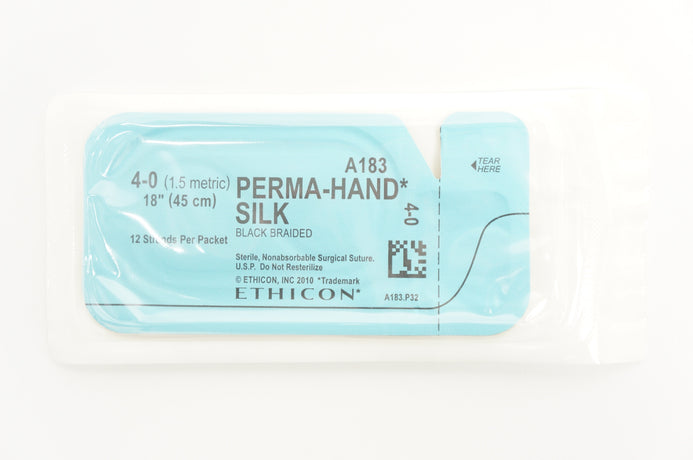 A183
4-0 (1.5 metric)
18" (45 cm)
12 Strands Per Packet
PERMA-HAND*
SILK
BLACK BRAIDED
Sterile, Nonabsorbable Surgical Suture.
U.S.P. Do Not Resterilize
© ETHICON, INC 2010 *Trademark
ETHICON*
4-0
A183.P32
TEAR
HERE